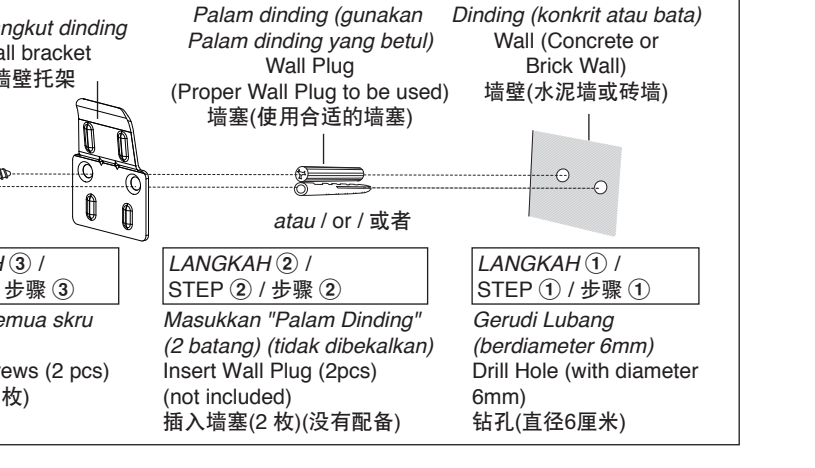 ngkut dinding
all bracket
墙壁托架
Palam dinding (gunakan
Palam dinding yang betul)
Wall Plug
(Proper Wall Plug to be used)
墙塞(使用合适的墙塞)
Dinding (konkrit atau bata)
Wall (Concrete or
Brick Wall)
墙壁(水泥墙或砖墙)
atau / or / 或者
H ③ /
步骤 ③
emua skru
ews (2 pcs)
枚)
LANGKAH ② /
STEP ② / 步骤 ②
Masukkan "Palam Dinding"
(2 batang) (tidak dibekalkan)
Insert Wall Plug (2pcs)
(not included)
插入墙塞(2 枚)(没有配备)
LANGKAH ① /
STEP ① / 步骤 ①
Gerudi Lubang
(berdiameter 6mm)
Drill Hole (with diameter
6mm)
钻孔(直径6厘米)